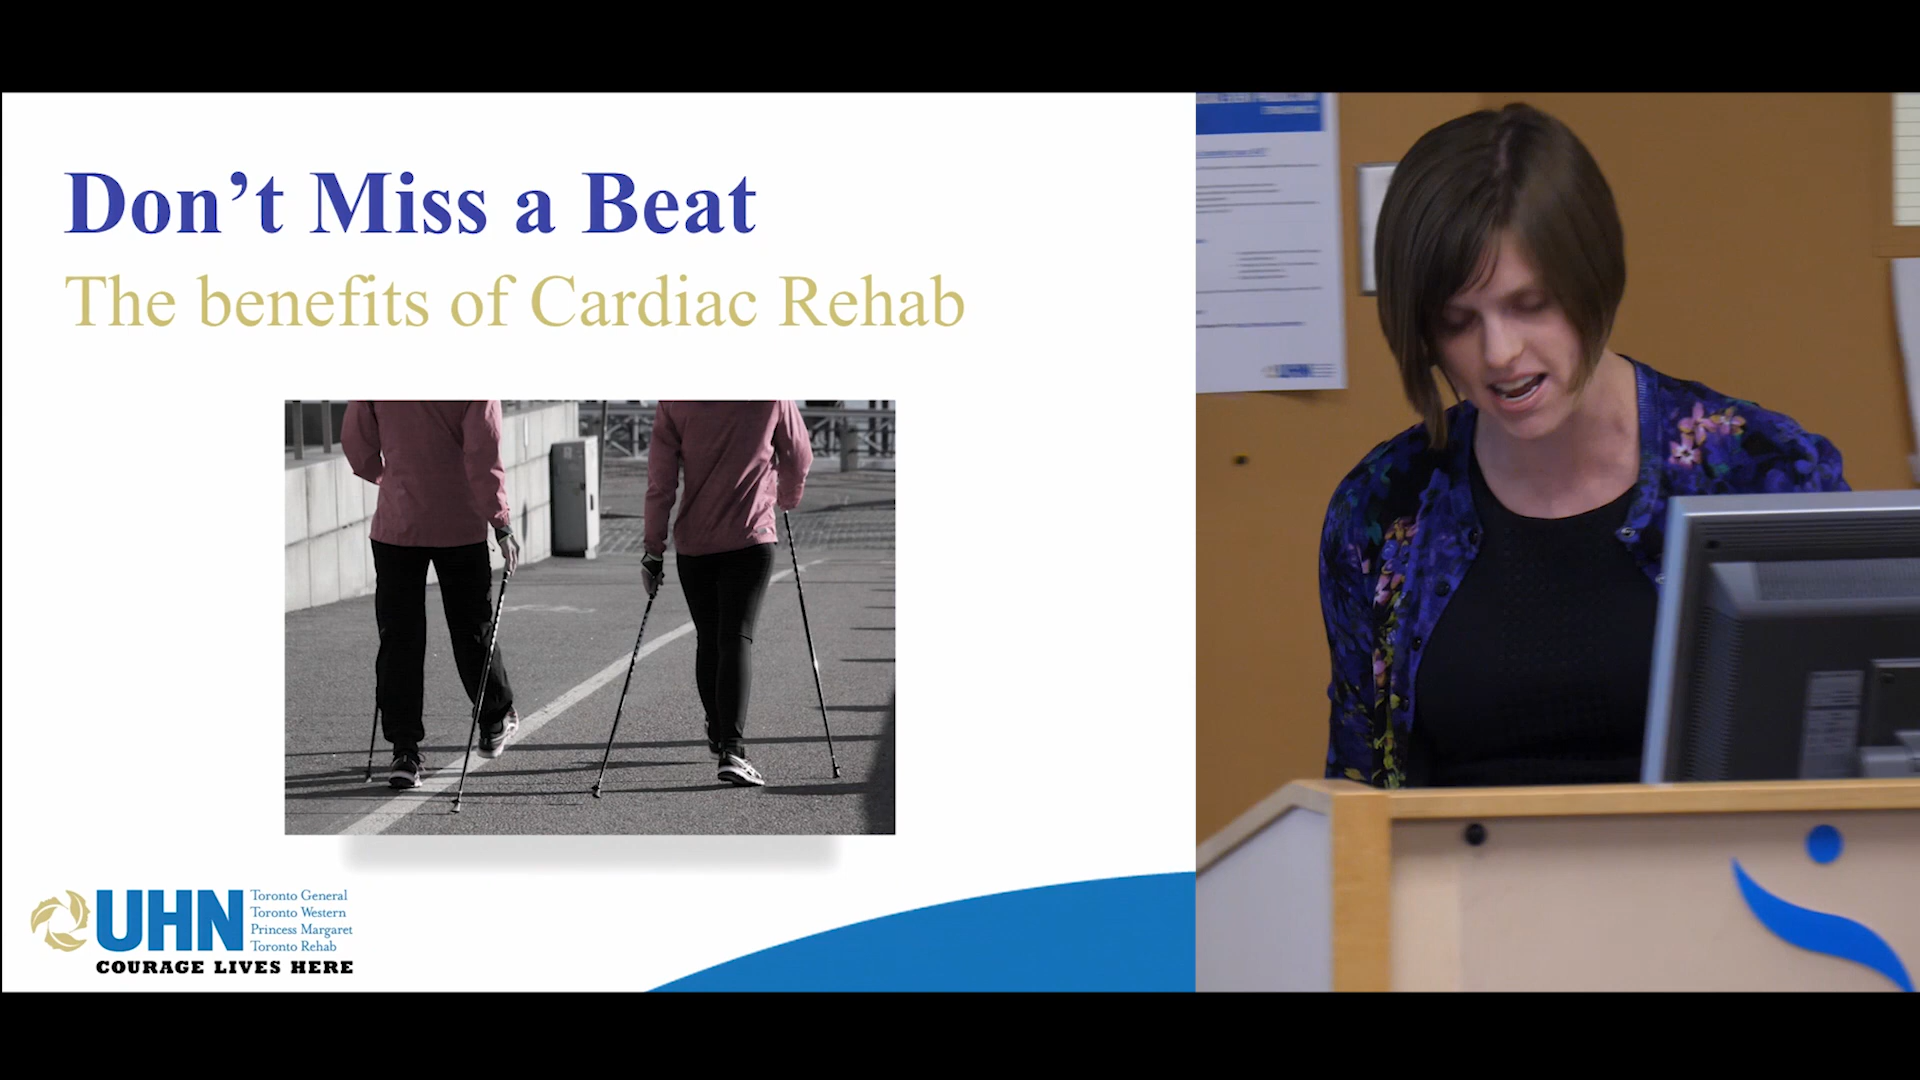 Don’t Miss a Beat
The benefits of Cardiac Rehab
UHN
Toronto General
Toronto Western
Princess Margaret
Toronto Rehab
COURAGE LIVES HERE